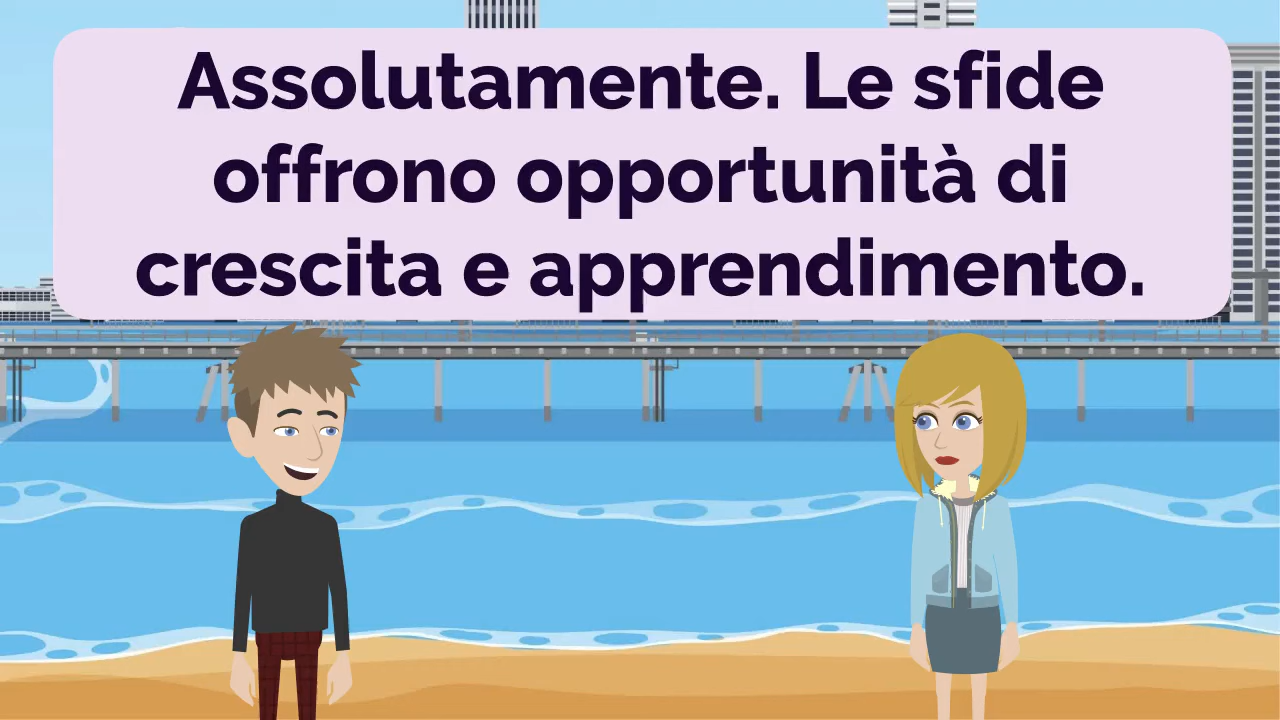 Assolutamente. Le sfide
offrono opportunità di
crescita e apprendimento.